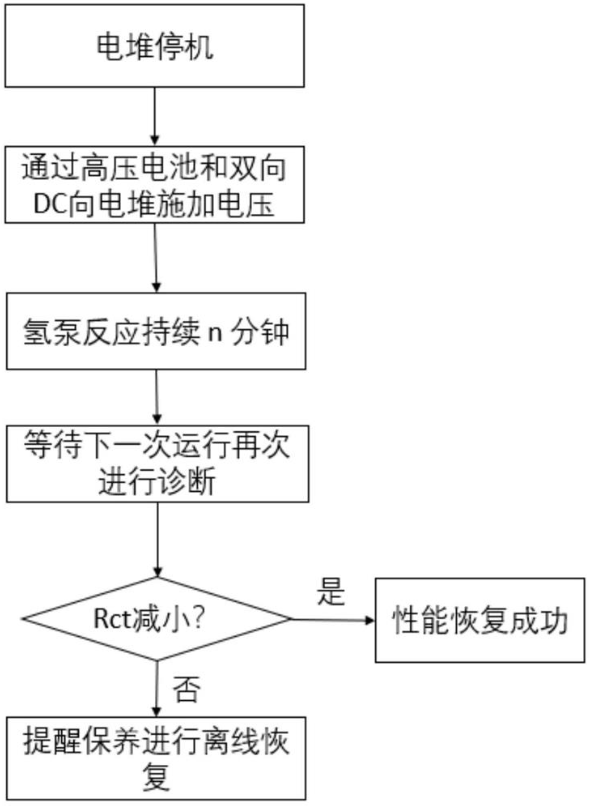 电堆停机
通过高压电池和双向
DC向电堆施加电压
氢泵反应持续 n 分钟
等待下一次运行再次
进行诊断
Rct减小?
是
性能恢复成功
否
提醒保养进行离线恢
复